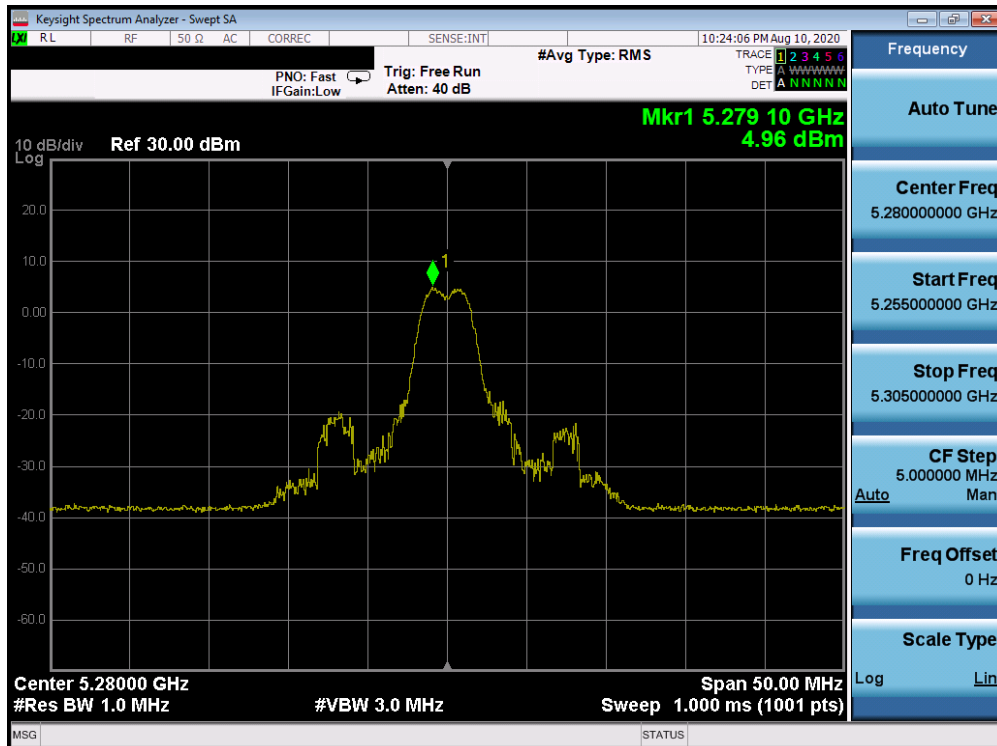 Keysight Spectrum Analyzer - Swept SA
LXI RL RF 50 Ω AC CORREC SENSE:INT 10:24:06 PM Aug 10, 2020
Frequency
#Avg Type: RMS
TRACE 1 2 3 4 5 6
PNO: Fast Trig: Free Run TYPE A WWWWW
IFGain:Low Atten: 40 dB DET A N N N N N
Auto Tune
Mkr1 5.279 10 GHz
10 dB/div Ref 30.00 dBm 4.96 dBm
Log
1
20.0
10.0
0.00
-10.0
-20.0
-30.0
-40.0
-50.0
-60.0
Center Freq
5.280000000 GHz
Start Freq
5.255000000 GHz
Stop Freq
5.305000000 GHz
CF Step
5.000000 MHz
Auto Man
Freq Offset
0 Hz
Scale Type
Log Lin
Center 5.28000 GHz Span 50.00 MHz
#Res BW 1.0 MHz #VBW 3.0 MHz Sweep 1.000 ms (1001 pts)
MSG STATUS